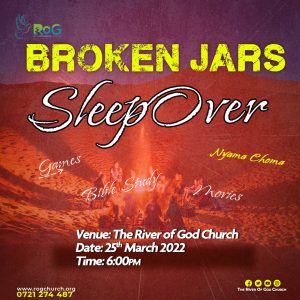 RoG
BROKEN JARS
SleepOver
Nyama Choma
Games
Bible Study
Movies
Venue: The River of God Church
Date: 25th March 2022
Time: 6:00PM
www.rogchurch.org
0721 274 487
THE RIVER OF GOD CHURCH